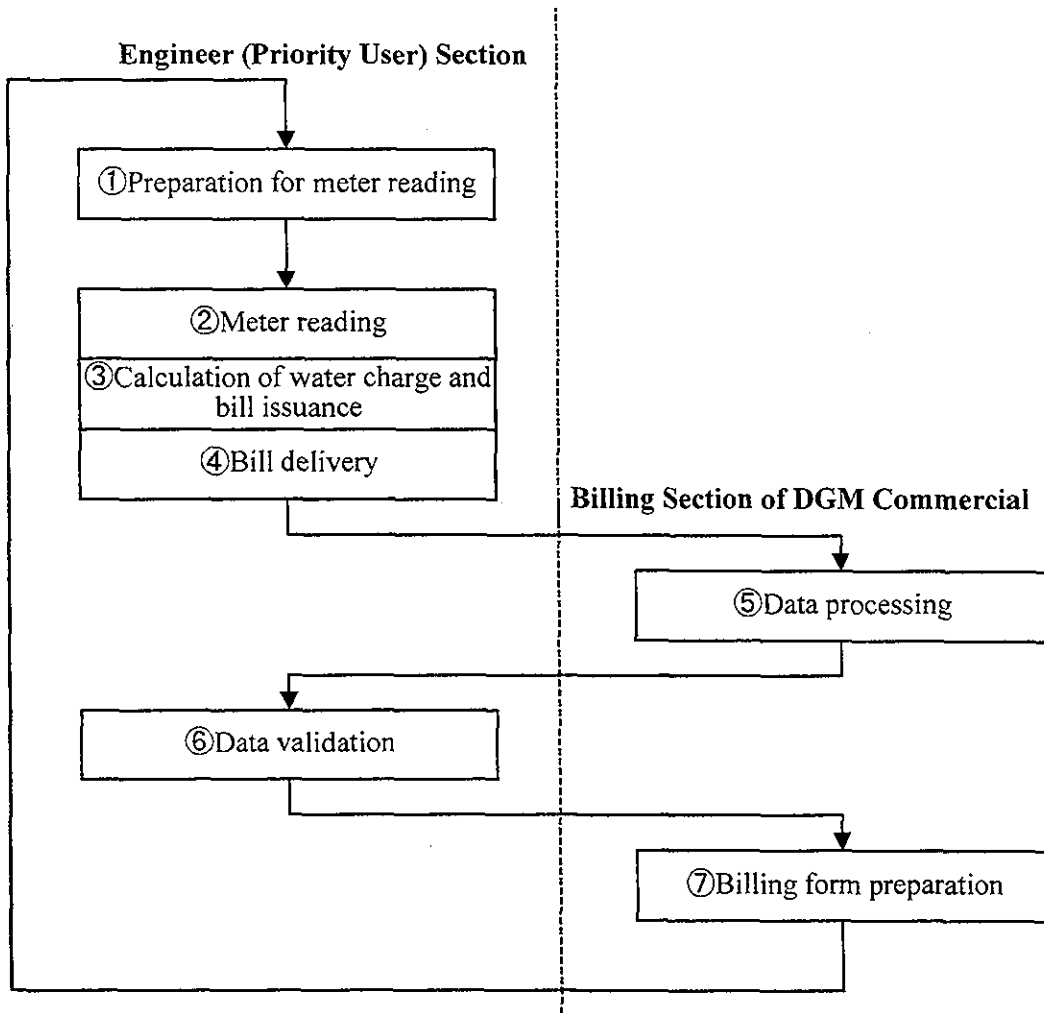 Engineer (Priority User) Section
①Preparation for meter reading
②Meter reading
③Calculation of water charge and
bill issuance
④Bill delivery
Billing Section of DGM Commercial
⑤Data processing
⑥Data validation
⑦Billing form preparation